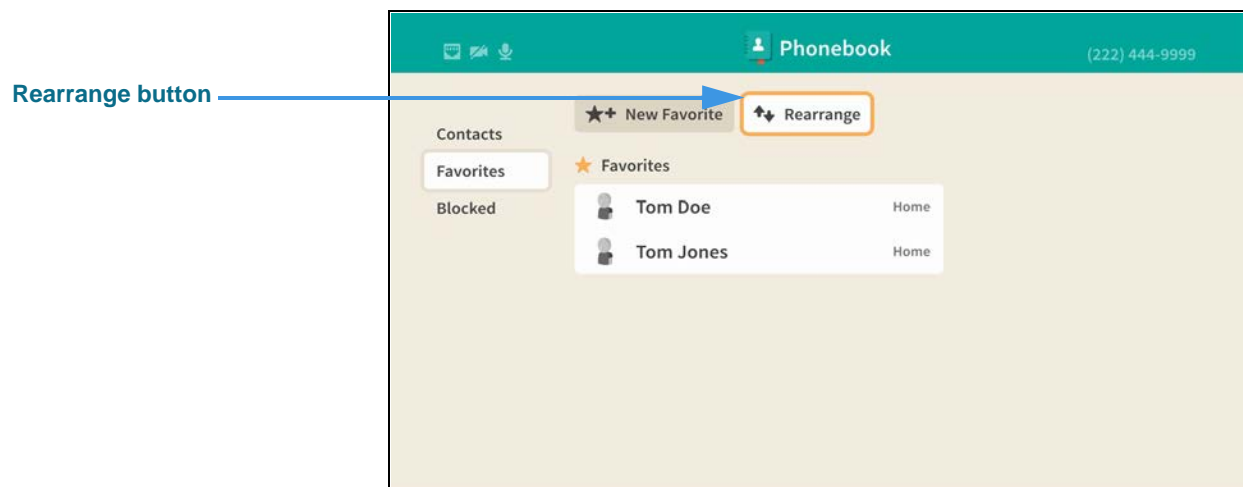 Phonebook
(222) 444-9999
Rearrange button
New Favorite
Rearrange
Contacts
Favorites
Blocked
Favorites
Tom Doe Home
Tom Jones Home